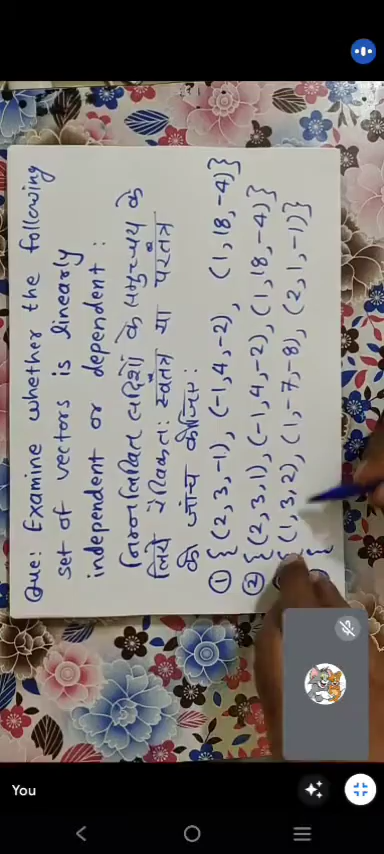 Que: Examine whether the following
set of vectors is linearly
independent or dependent:
निम्नलिखित सदिशों के समुच्चय के
लिये रैखिकतः स्वतंत्र या परतंत्र
की जांच कीजिए:
① {(2, 3, -1), (-1, 4, -2), (1, 18, -4)}
② {(2, 3, 1), (-1, 4, -2), (1, 18, -4)}
{(1, 3, 2), (1, -7, -8), (2, 1, -1)}
{
You